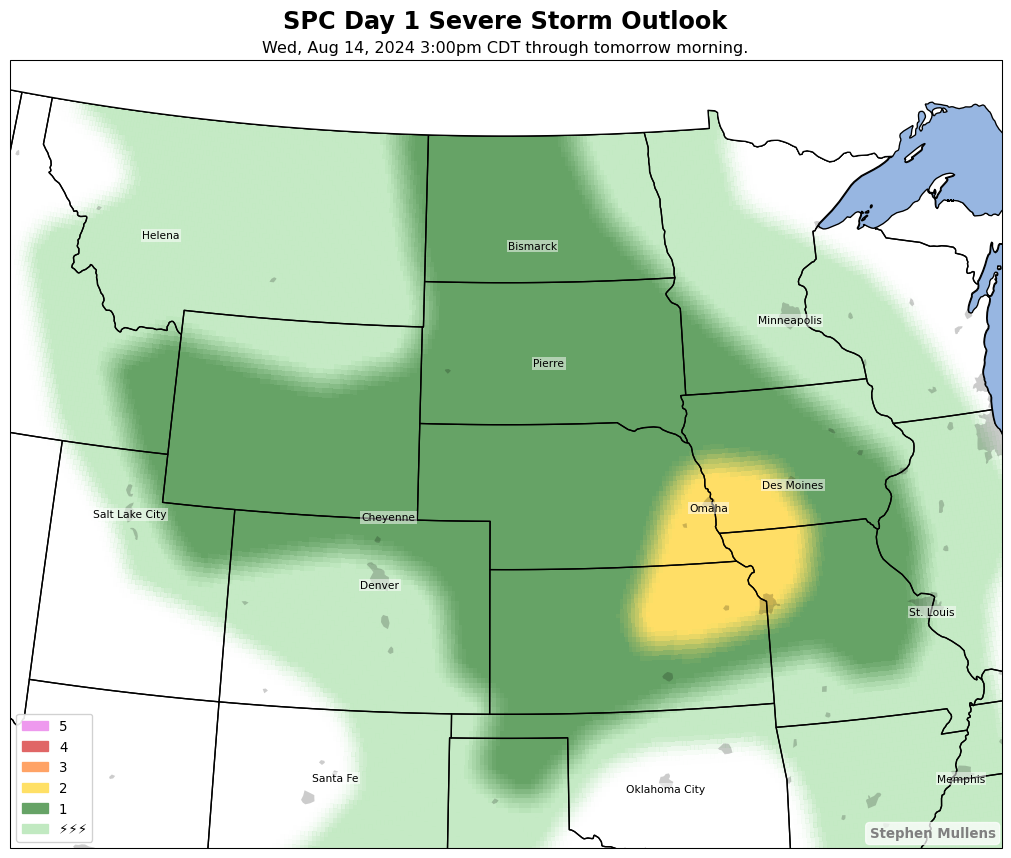 SPC Day 1 Severe Storm Outlook
Wed, Aug 14, 2024 3:00pm CDT through tomorrow morning.
Helena
Bismarck
Minneapolis
Pierre
Des Moines
Omaha
Salt Lake City
Cheyenne
Denver
St. Louis
5
4
3
2
1
⚡⚡⚡
Santa Fe
Oklahoma City
Memphis
Stephen Mullens